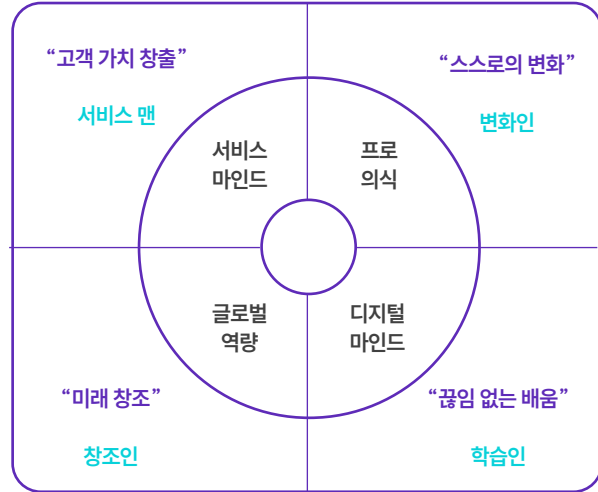 “고객 가치 창출”
서비스 맨
“스스로의 변화”
변화인
서비스
마인드
프로
의식
글로벌
역량
디지털
마인드
“미래 창조”
창조인
“끊임 없는 배움”
학습인